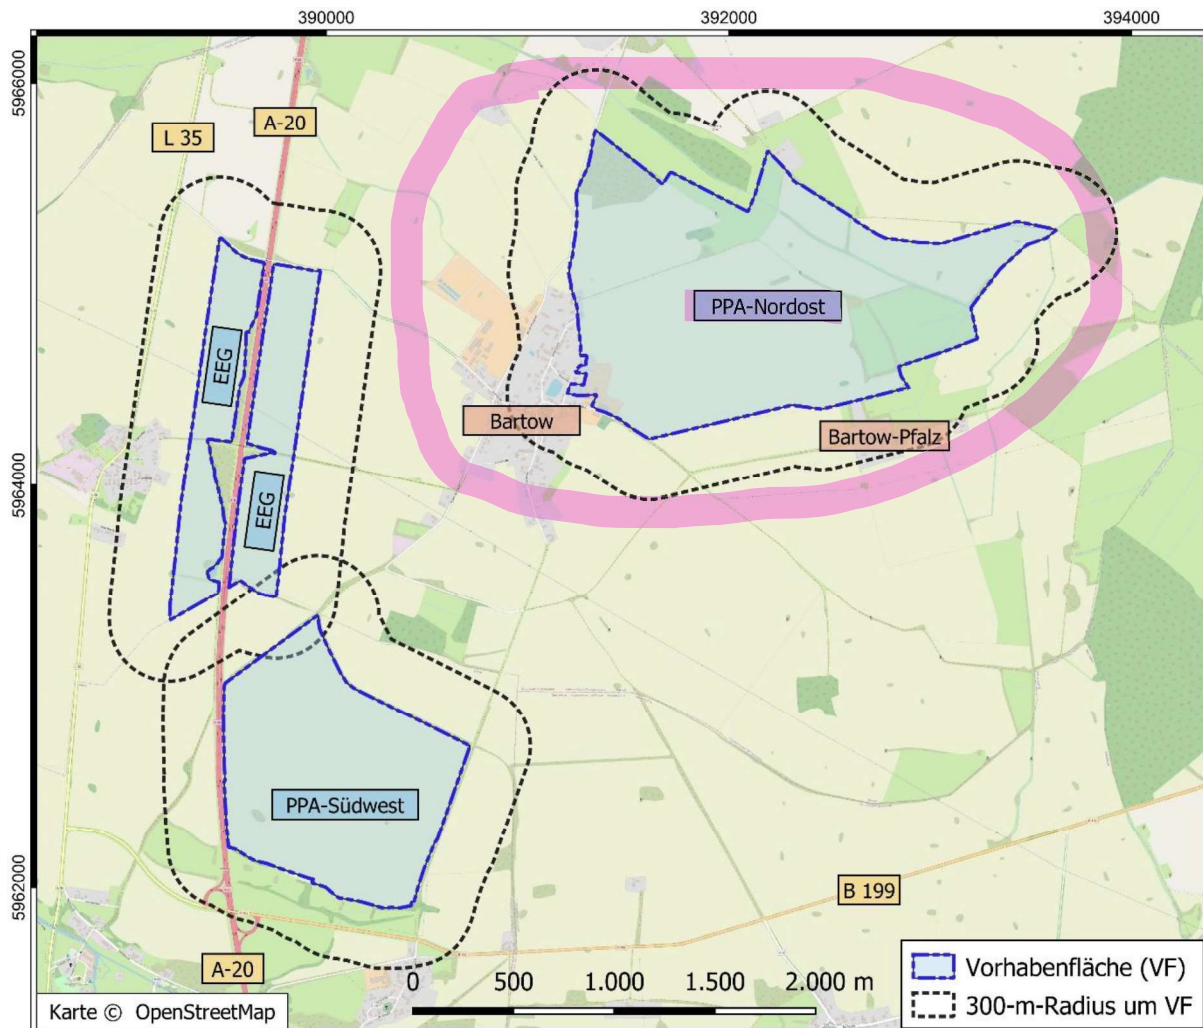 390000
392000
394000
5966000
5964000
5962000
L 35
A-20
EEG
EEG
PPA-Nordost
Bartow
Bartow-Pfalz
PPA-Südwest
B 199
A-20
0 500 1.000 1.500 2.000 m
Karte © OpenStreetMap
Vorhabenfläche (VF)
300-m-Radius um VF